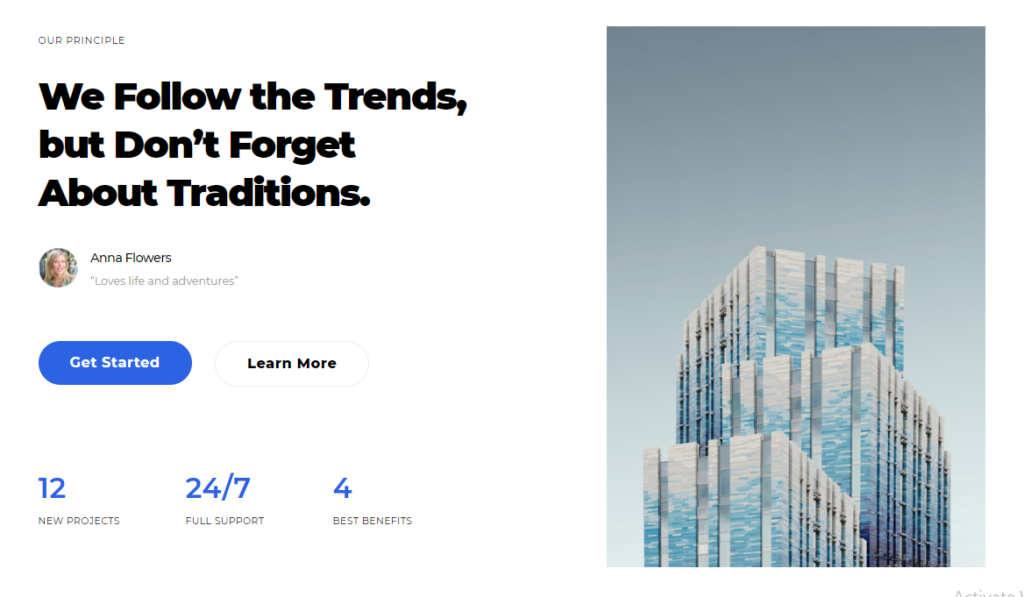 OUR PRINCIPLE
We Follow the Trends,
but Don’t Forget
About Traditions.
Anna Flowers
“Loves life and adventures”
Get Started
Learn More
12
NEW PROJECTS
24/7
FULL SUPPORT
4
BEST BENEFITS
Activate